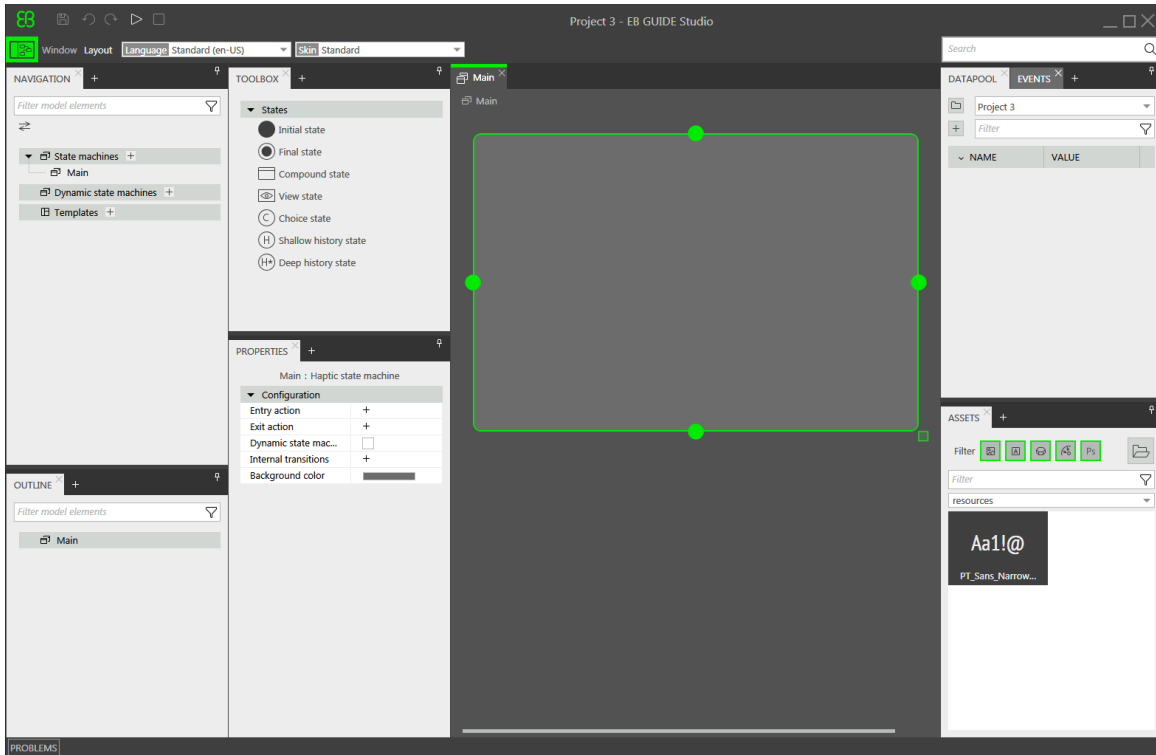 EB
Project 3 - EB GUIDE Studio
Window Layout Language Standard (en-US) Skin Standard
Search
NAVIGATION
Filter model elements
State machines
Main
Dynamic state machines
Templates
OUTLINE
Filter model elements
Main
TOOLBOX
States
Initial state
Final state
Compound state
View state
C Choice state
H Shallow history state
H* Deep history state
PROPERTIES
Main : Haptic state machine
Configuration
Entry action
Exit action
Dynamic state mac...
Internal transitions
Background color
Main
Main
DATAPOOL EVENTS
Project 3
Filter
NAME VALUE
ASSETS
Filter A Ps
Filter
resources
Aa1!@
PT_Sans_Narrow...
PROBLEMS